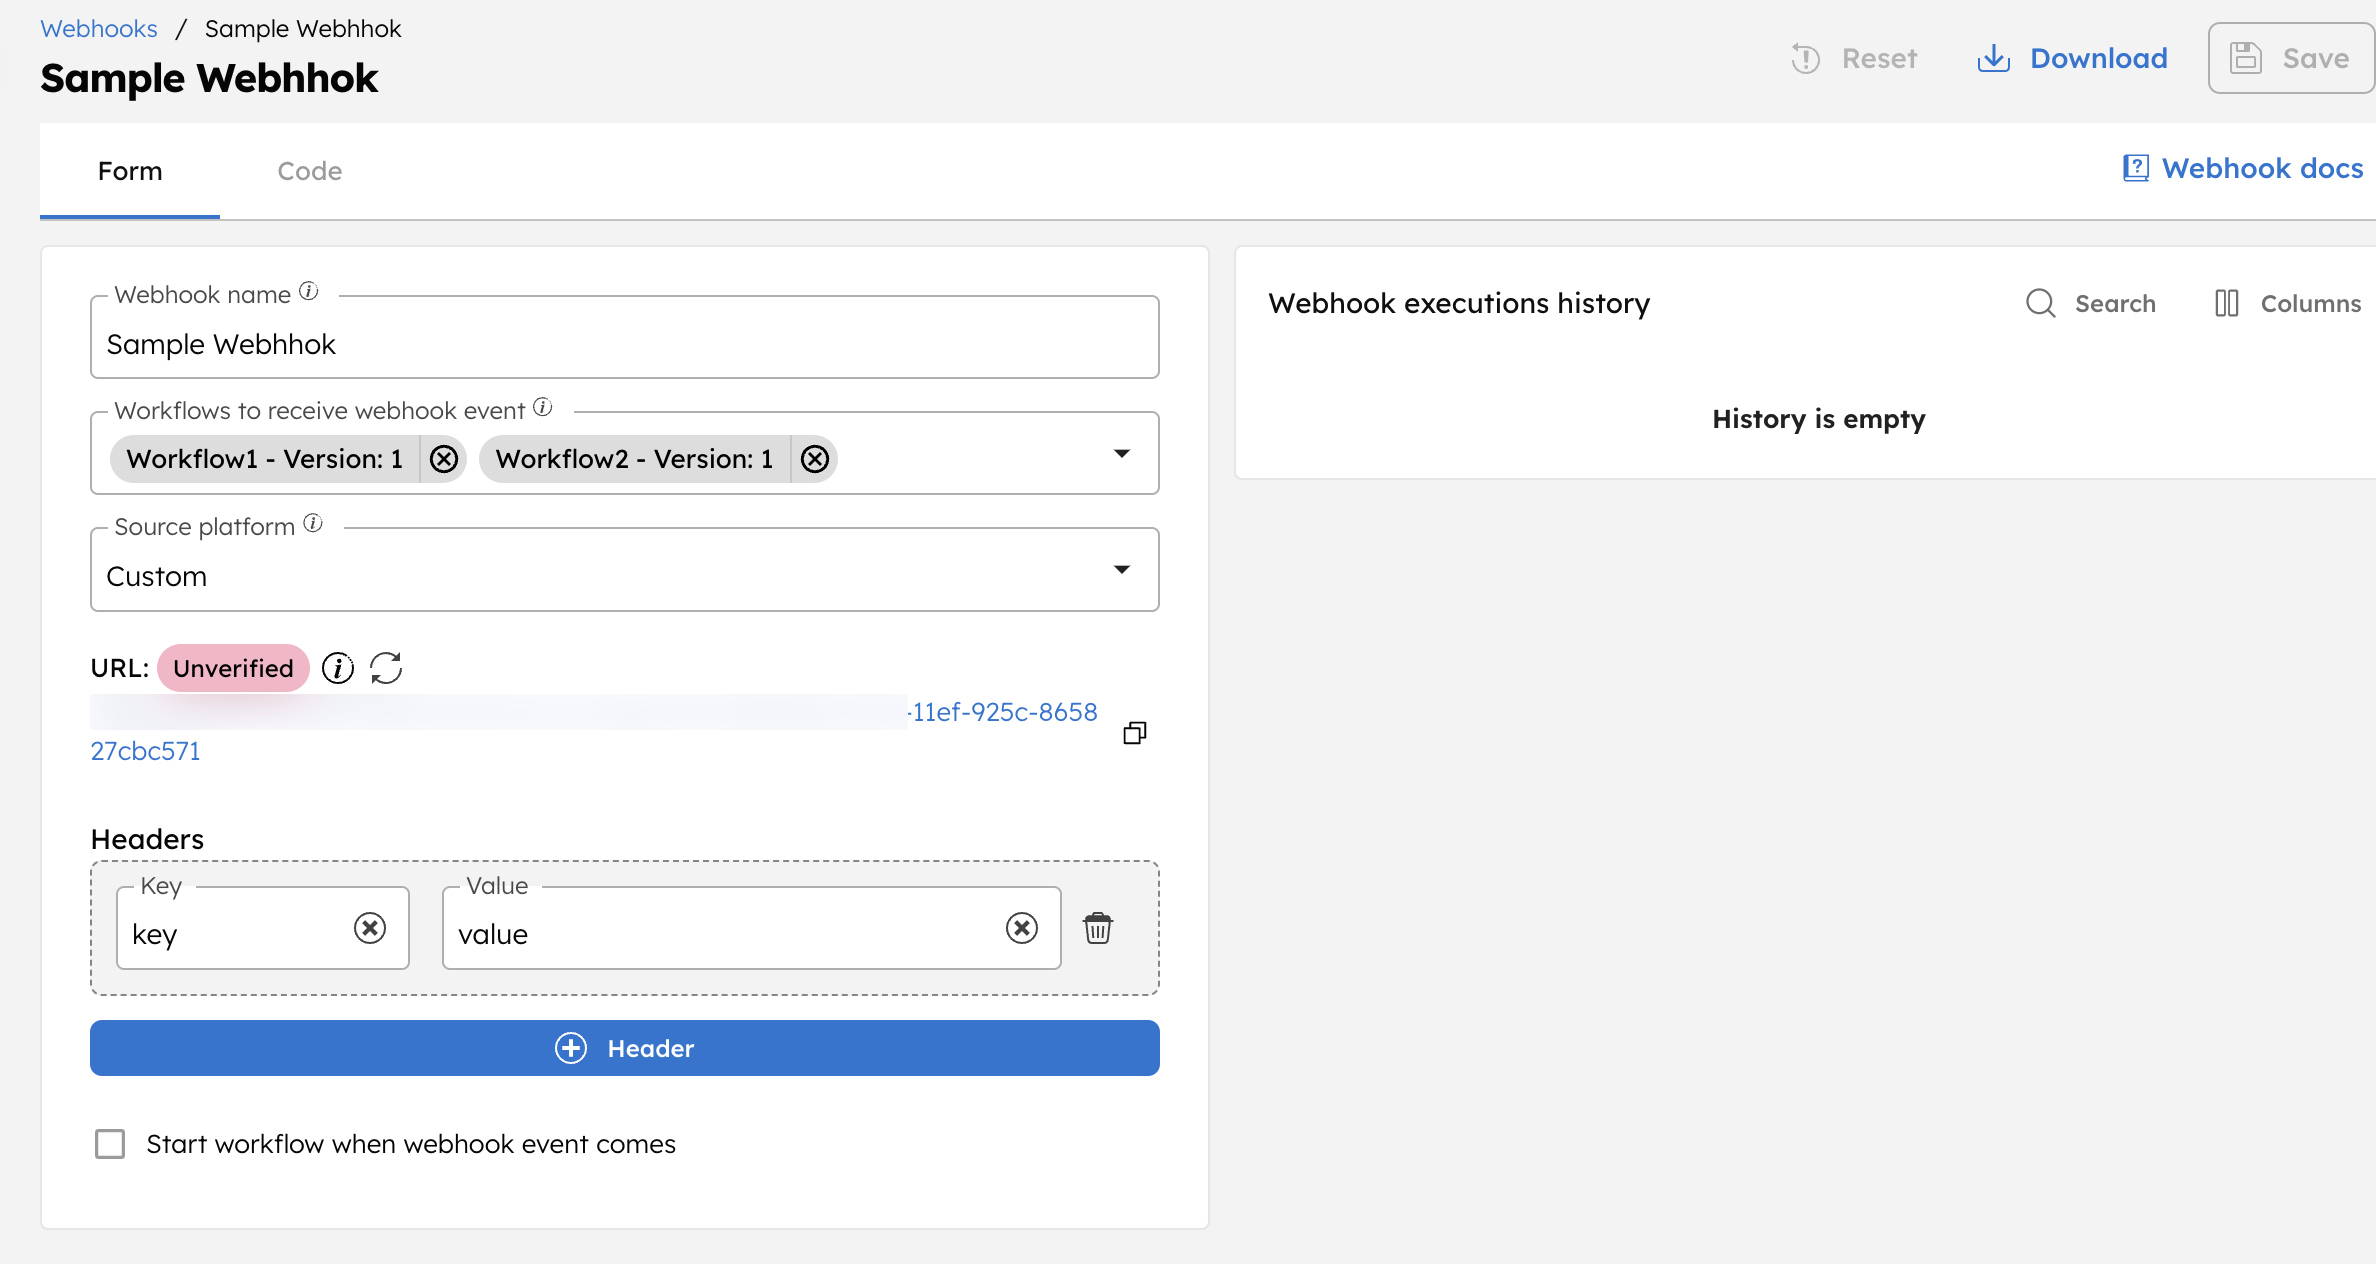 Webhooks / Sample Webhhok
Sample Webhhok
Reset
Download
Save
Form
Code
Webhook docs
Webhook name
Sample Webhhok
Workflows to receive webhook event
Workflow1 - Version: 1
Workflow2 - Version: 1
Source platform
Custom
URL: Unverified
-11ef-925c-8658
27cbc571
Headers
Key
key
Value
value
Header
Start workflow when webhook event comes
Webhook executions history
Search
Columns
History is empty